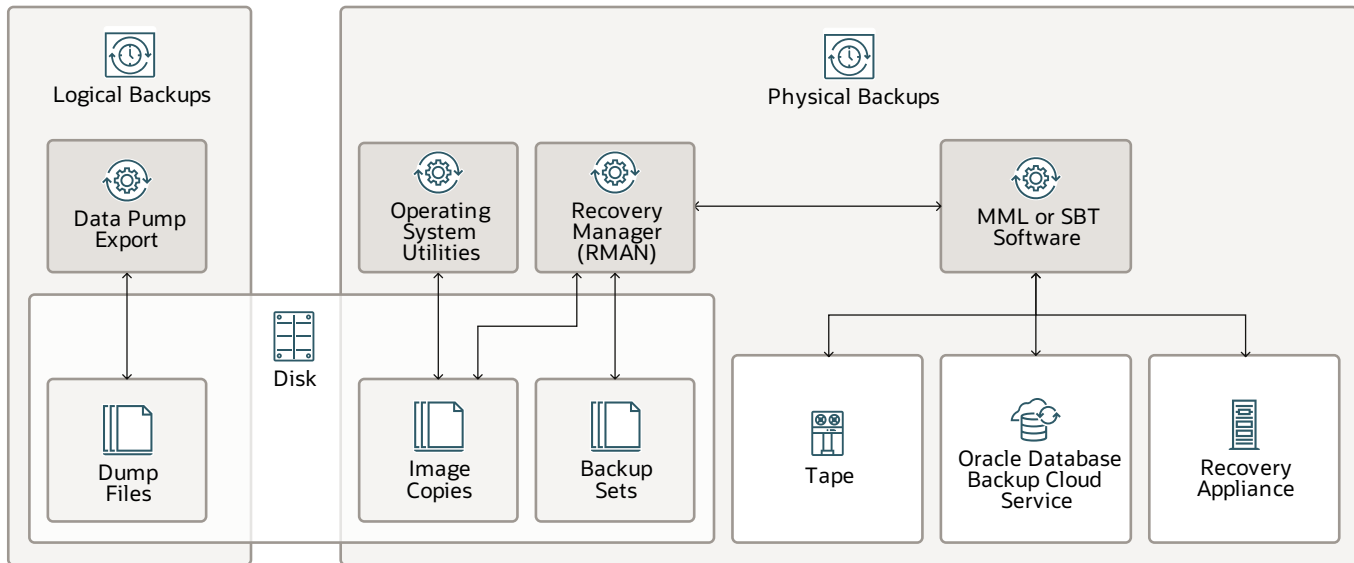 Logical Backups
Physical Backups
Data Pump
Export
Operating
System
Utilities
Recovery
Manager
(RMAN)
MML or SBT
Software
Disk
Dump
Files
Image
Copies
Backup
Sets
Tape
Oracle Database
Backup Cloud
Service
Recovery
Appliance